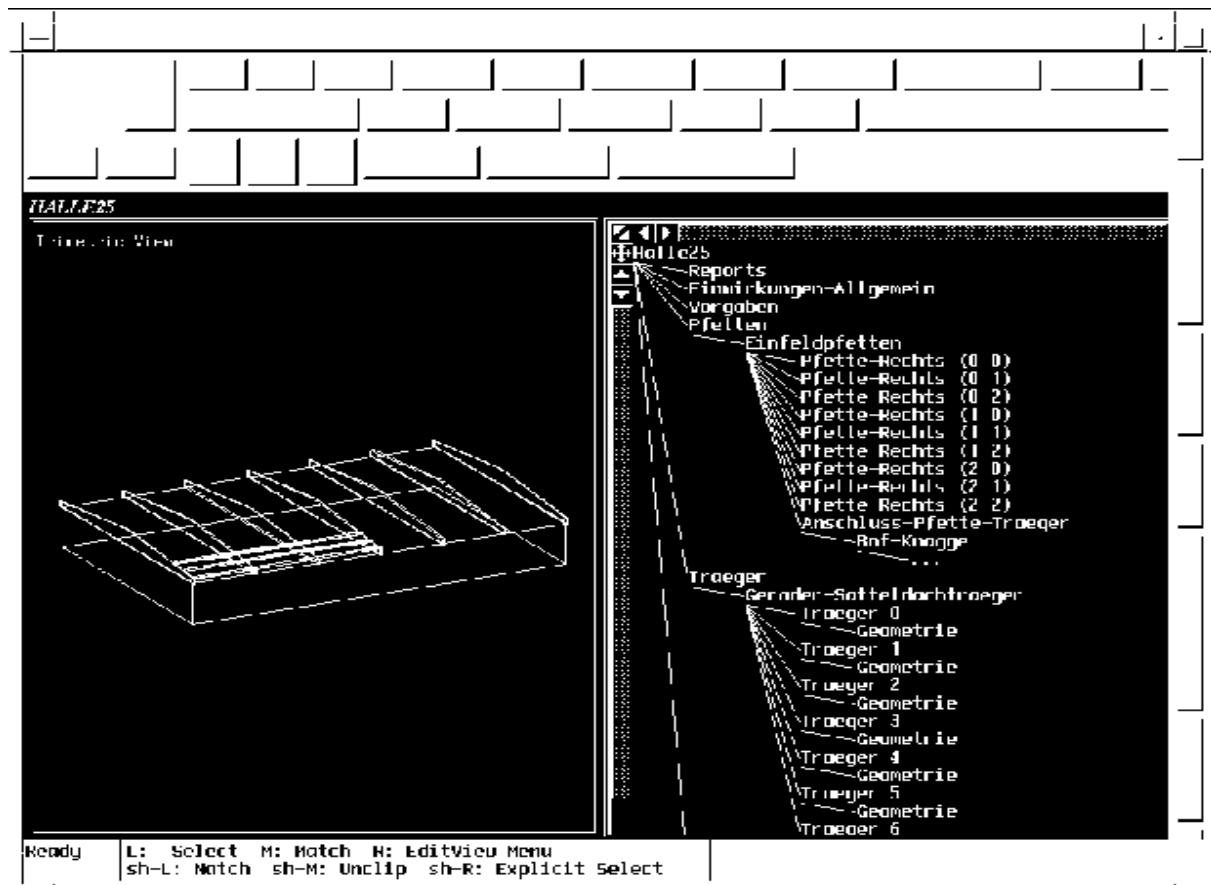 HALLE25
Trimetric View
Halle25
Reports
Einwirkungen-Allgemein
Vorgaben
Pfetten
Einfeldpfetten
Pfette-Rechts (0 0)
Pfette-Rechts (0 1)
Pfette-Rechts (0 2)
Pfette-Rechts (1 0)
Pfette-Rechts (1 1)
Pfette-Rechts (1 2)
Pfette-Rechts (2 0)
Pfette-Rechts (2 1)
Pfette-Rechts (2 2)
Anschluss-Pfette-Traeger
Bmf-Knagge
...
Traeger
Gerader-Satteldachtraeger
Traeger 0
Geometrie
Traeger 1
Geometrie
Traeger 2
Geometrie
Traeger 3
Geometrie
Traeger 4
Geometrie
Traeger 5
Geometrie
Traeger 6
Ready L: Select M: Match R: EditView Menu
sh-L: Notch sh-M: Unclip sh-R: Explicit Select